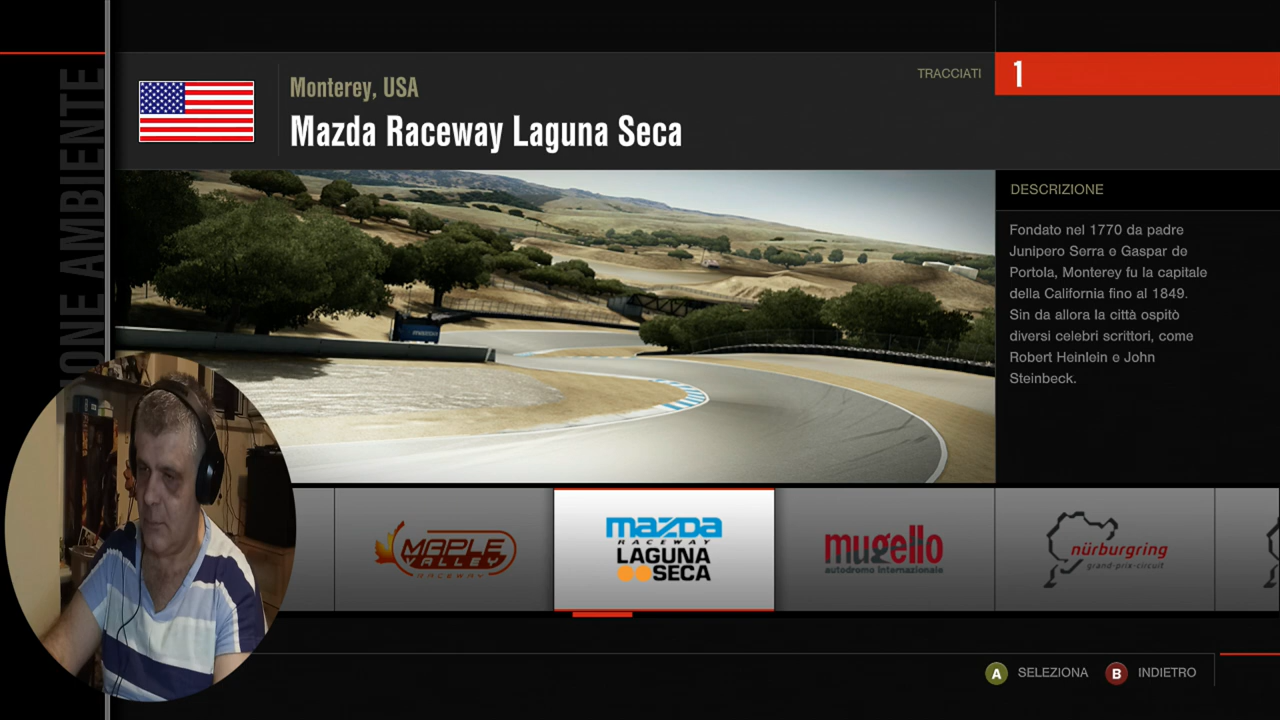 Monterey, USA
Mazda Raceway Laguna Seca
TRACCIATI
1
DESCRIZIONE
Fondato nel 1770 da padre
Junipero Serra e Gaspar de
Portola, Monterey fu la capitale
della California fino al 1849.
Sin da allora la città ospitò
diversi celebri scrittori, come
Robert Heinlein e John
Steinbeck.
IONE AMBIENTE
MAPLE
VALLEY
RACEWAY
mazda
RACEWAY
LAGUNA
SECA
mugello
autodromo internazionale
nürburgring
grand-prix-circuit
A SELEZIONA B INDIETRO